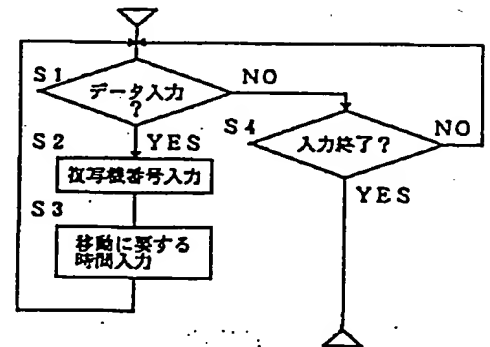 S1
データ入力
?
NO
S2
YES
複写機番号入力
S3
移動に要する
時間入力
S4
入力終了?
NO
YES